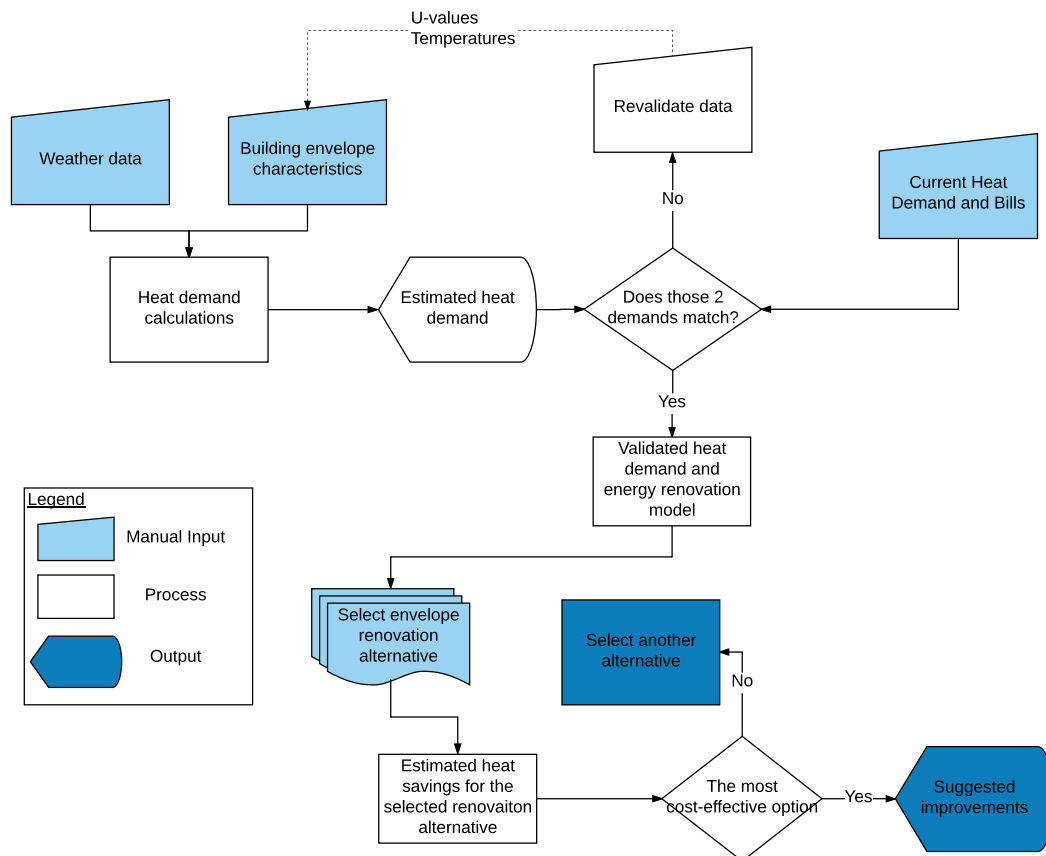 U-values
Temperatures
Revalidate data
Weather data
Building envelope
characteristics
Current Heat
Demand and Bills
No
Heat demand
calculations
Estimated heat
demand
Does those 2
demands match?
Yes
Validated heat
demand and
energy renovation
model
Legend
Manual Input
Process
Output
Select envelope
renovation
alternative
Select another
alternative
No
Estimated heat
savings for the
selected renovaiton
alternative
The most
cost-effective option
Yes
Suggested
improvements